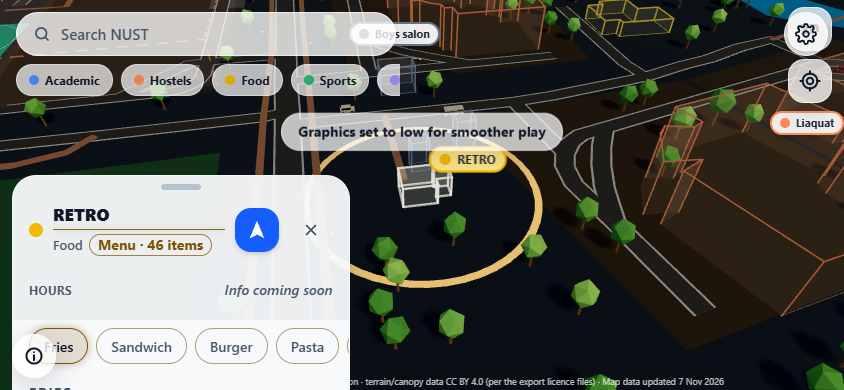 Search NUST
Boys salon
Academic
Hostels
Food
Sports
Liaquat
Graphics set to low for smoother play
RETRO
RETRO
Food
Menu · 46 items
HOURS
Info coming soon
Fries
Sandwich
Burger
Pasta
FRIES
· terrain/canopy data CC BY 4.0 (per the export licence files) · Map data updated 7 Nov 2026